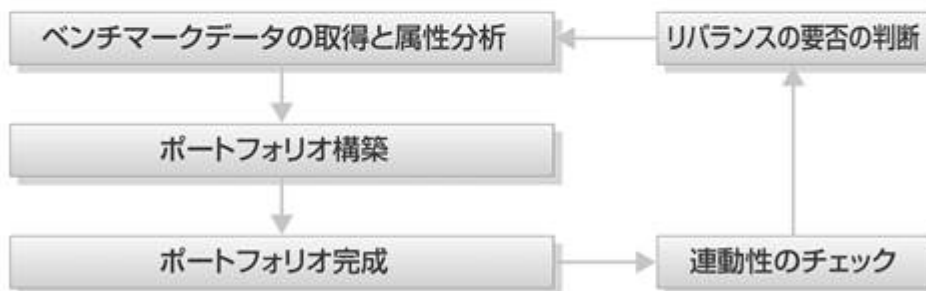 ベンチマークデータの取得と属性分析
リバランスの要否の判断
ポートフォリオ構築
ポートフォリオ完成
連動性のチェック